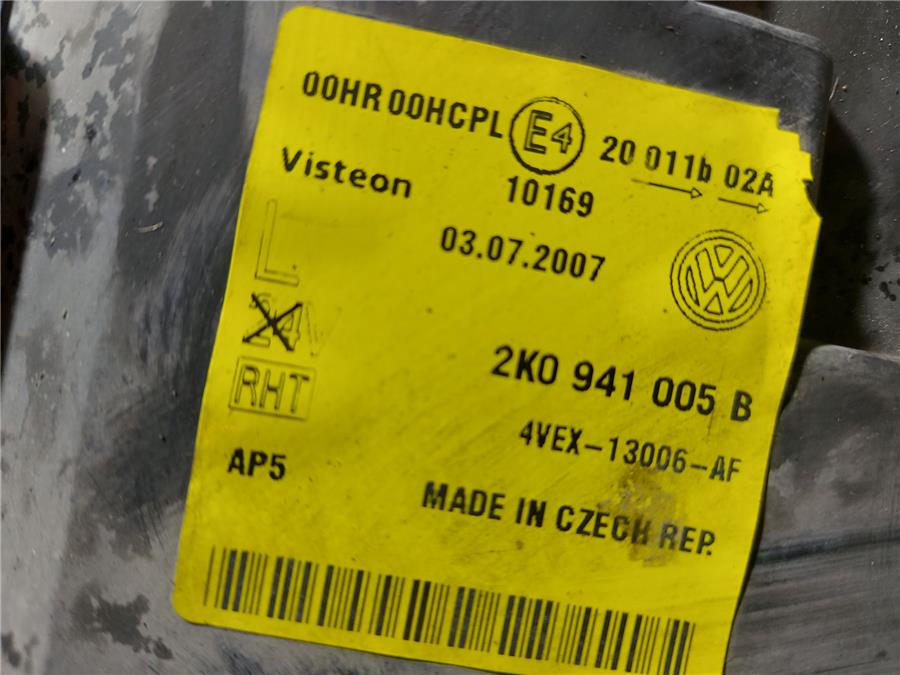 00HR 00HCPL E4 20 011b 02A
10169
Visteon
03.07.2007
L
24V
2K0 941 005 B
RHT
4VEX-13006-AF
AP5
MADE IN CZECH REP.